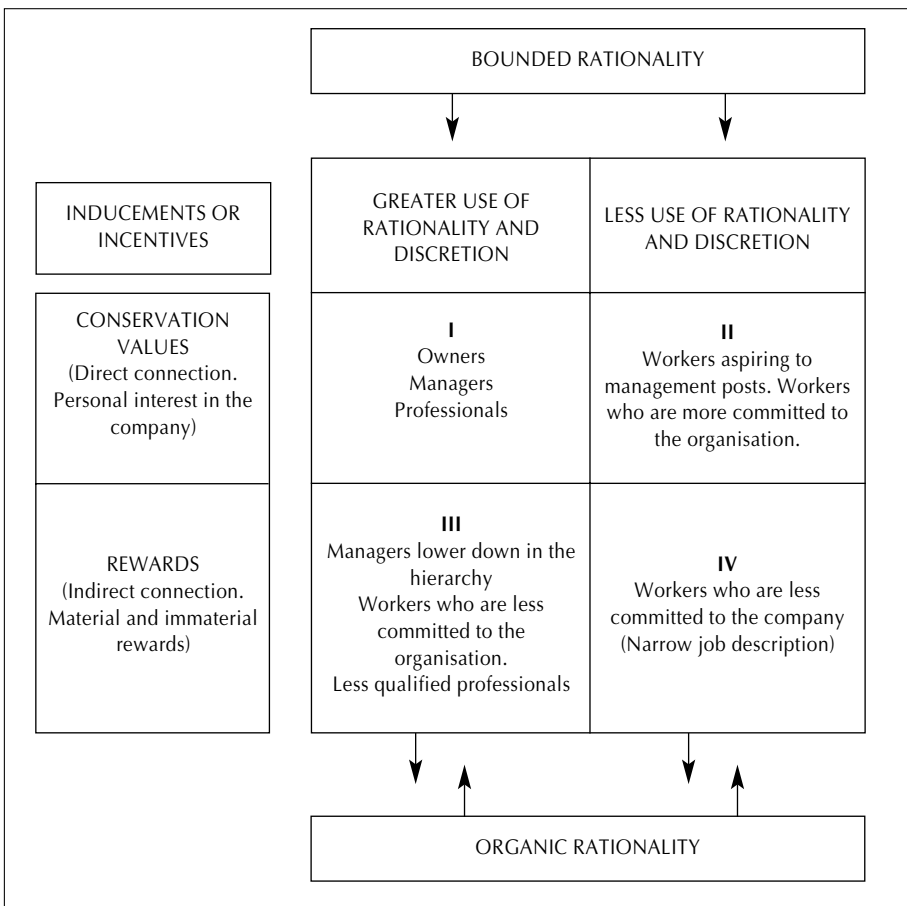 BOUNDED RATIONALITY
INDUCEMENTS OR
INCENTIVES
GREATER USE OF
RATIONALITY AND
DISCRETION
LESS USE OF RATIONALITY
AND DISCRETION
CONSERVATION
VALUES
(Direct connection.
Personal interest in the
company)
I
Owners
Managers
Professionals
II
Workers aspiring to
management posts. Workers
who are more committed to
the organisation.
REWARDS
(Indirect connection.
Material and immaterial
rewards)
III
Managers lower down in the
hierarchy
Workers who are less
committed to the
organisation.
Less qualified professionals
IV
Workers who are less
committed to the company
(Narrow job description)
ORGANIC RATIONALITY